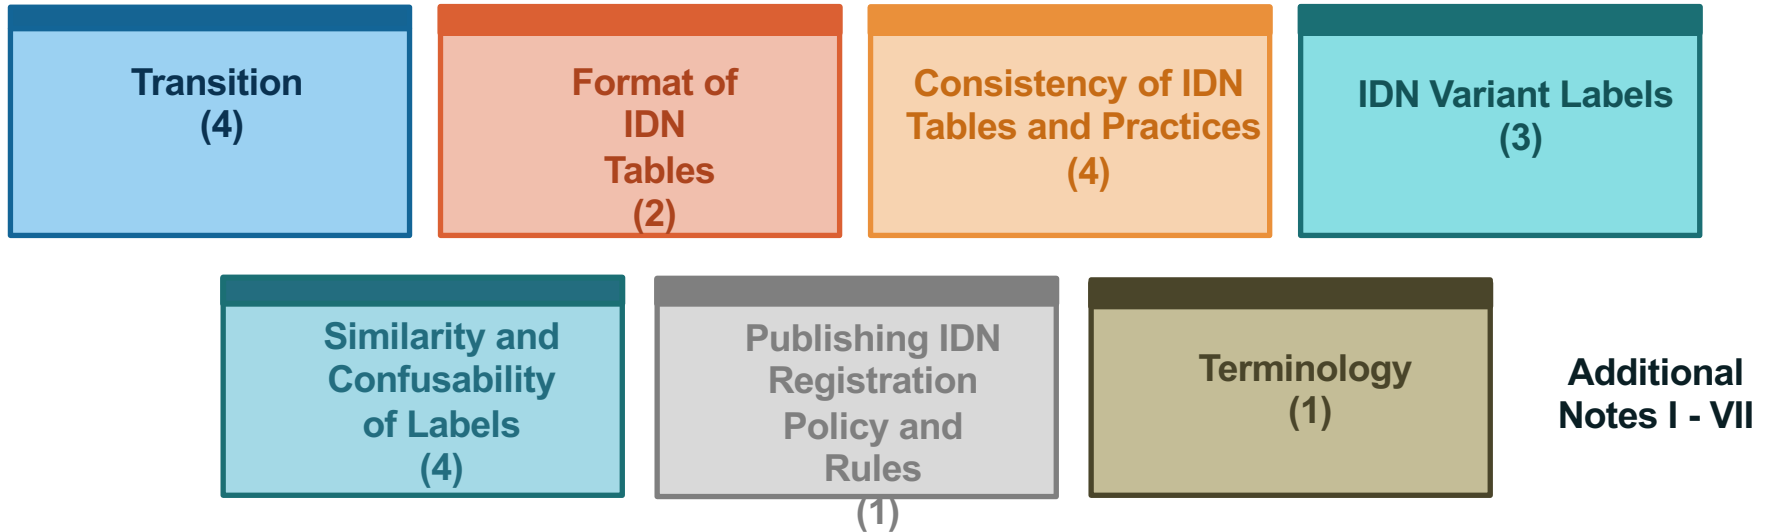 Transition
(4)
Format of
IDN
Tables
(2)
Consistency of IDN
Tables and Practices
(4)
IDN Variant Labels
(3)
Similarity and
Confusability
of Labels
(4)
Publishing IDN
Registration
Policy and
Rules
(1)
Terminology
(1)
Additional
Notes I - VII